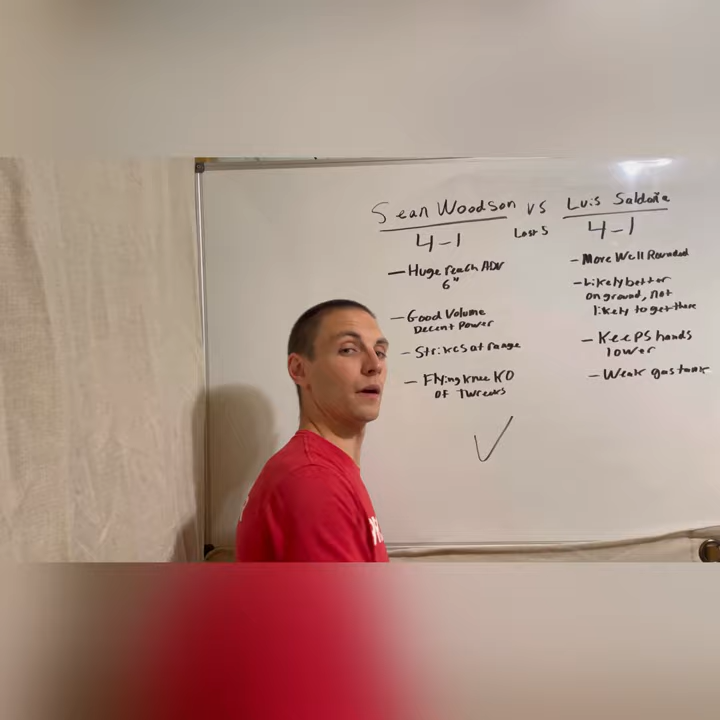 Sean Woodson vs Luis Saldaña
4-1 Last 5 4-1
- Huge reach ADV
6"
- Good Volume
Decent Power
- Strikes at range
- Flying knee KO
OF Twreeks
- More Well Rounded
- Likely better
on ground, not
likely to get there
- Keeps hands
lower
- Weak gas tank